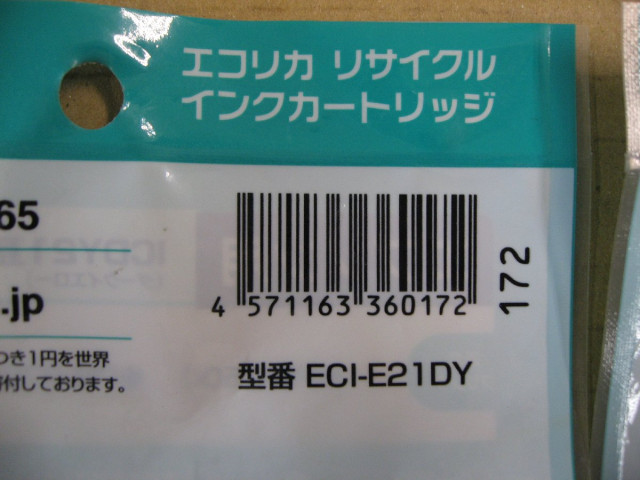 エコリカ リサイクル
インクカートリッジ
65
.jp
つき1円を世界
寄付しております。
4 571163 360172
172
型番 ECI-E21DY